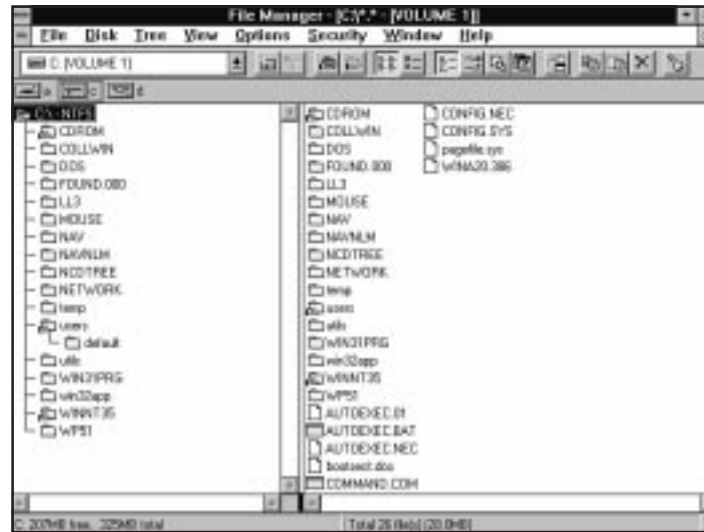 File Manager - [C:\*.* - [VOLUME 1]]
File Disk Tree View Options Security Window Help
C: [VOLUME 1]
a c d
C:\ - NTFS
CDROM
COLLWIN
DOS
FOUND.000
LL3
MOUSE
NAV
NAVNLM
NCDTREE
NETWORK
temp
users
default
utils
WIN31PRG
win32app
WINNT35
WP51
CDROM
COLLWIN
DOS
FOUND.000
LL3
MOUSE
NAV
NAVNLM
NCDTREE
NETWORK
temp
users
utils
WIN31PRG
win32app
WINNT35
WP51
AUTOEXEC.01
AUTOEXEC.BAT
AUTOEXEC.NEC
bootsect.dos
COMMAND.COM
CONFIG.NEC
CONFIG.SYS
pagefile.sys
WINA20.386
C: 207MB free, 325MB total
Total 26 file(s) (20.0MB)